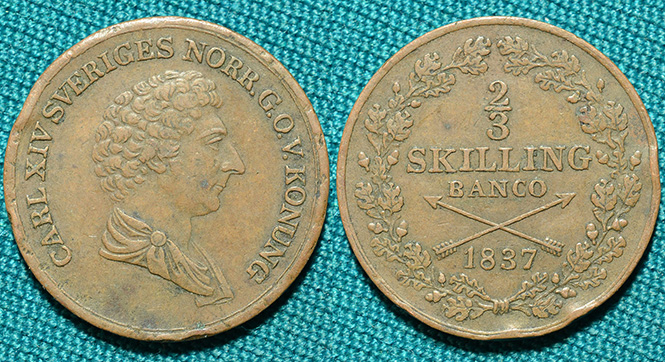 CARL XIV SVERIGES NORR. G. O. V. KONUNG
2/3
SKILLING
BANCO
1837